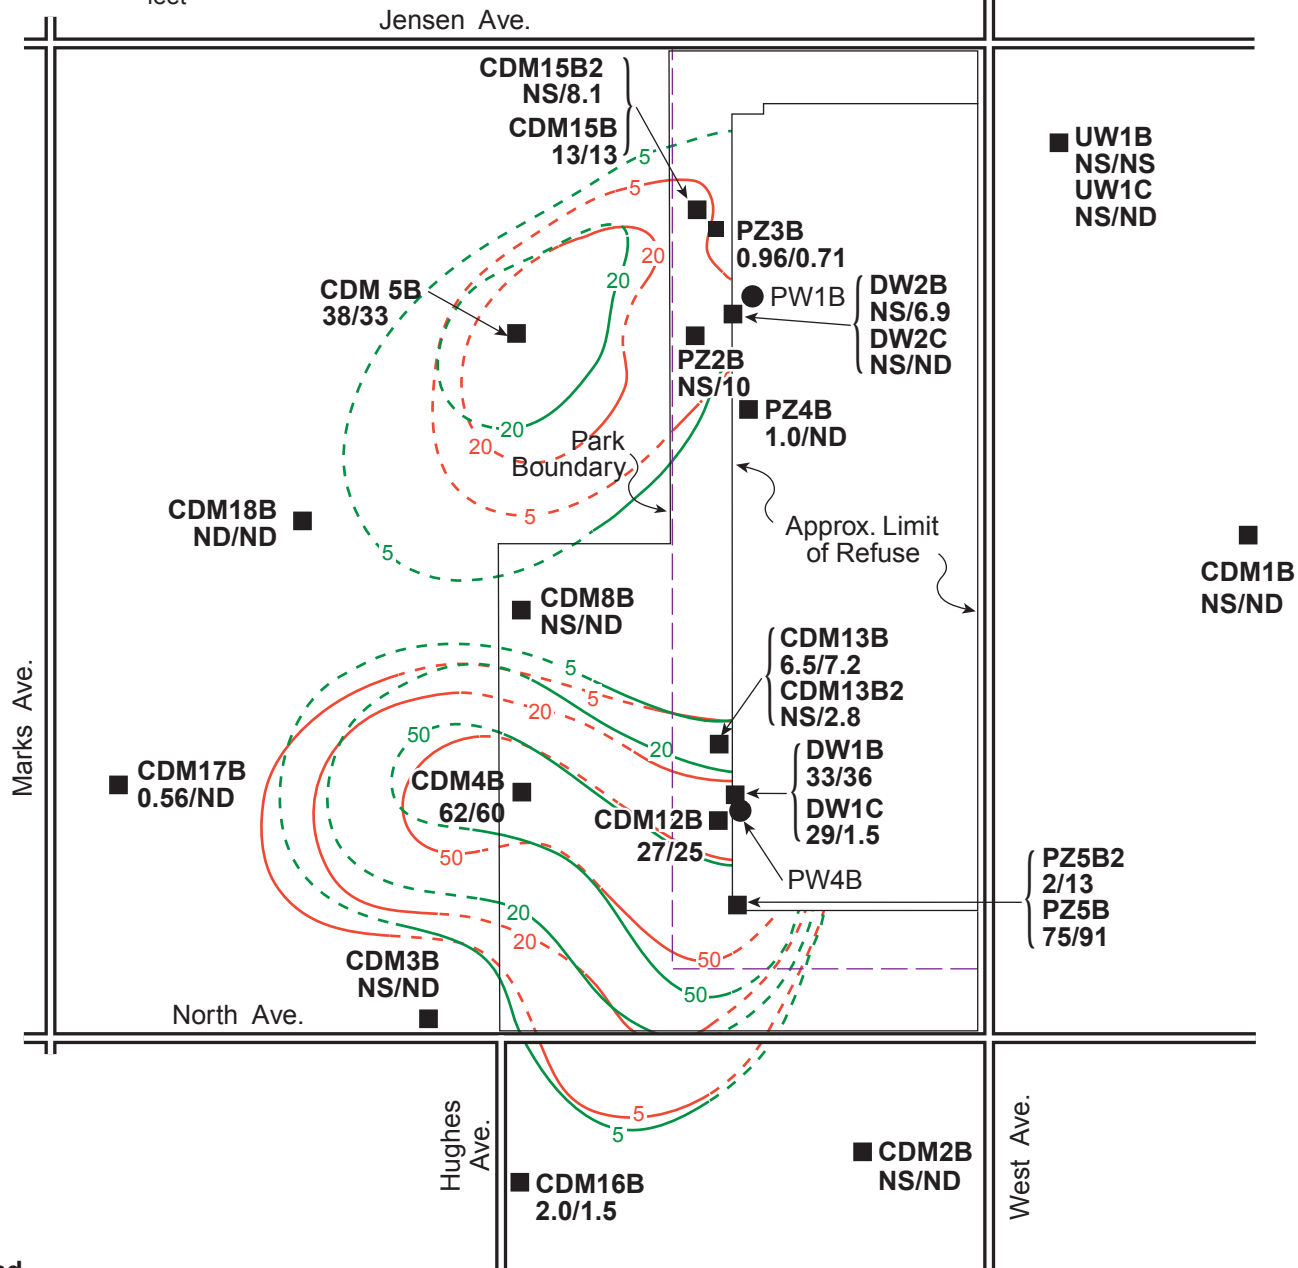 feet
Jensen Ave.
CDM15B2
NS/8.1
CDM15B
13/13
UW1B
NS/NS
UW1C
NS/ND
5
5
PZ3B
0.96/0.71
20
20
CDM 5B
38/33
PW1B
DW2B
NS/6.9
DW2C
NS/ND
PZ2B
NS/10
PZ4B
1.0/ND
20
20
Park
Boundary
CDM18B
ND/ND
5
5
Approx. Limit
of Refuse
CDM1B
NS/ND
CDM8B
NS/ND
CDM13B
6.5/7.2
CDM13B2
NS/2.8
5
5
20
20
50
Marks Ave.
CDM17B
0.56/ND
CDM4B
62/60
DW1B
33/36
DW1C
29/1.5
CDM12B
27/25
50
PW4B
PZ5B2
2/13
PZ5B
75/91
20
20
50
50
CDM3B
NS/ND
North Ave.
5
5
Hughes
Ave.
West Ave.
CDM2B
NS/ND
CDM16B
2.0/1.5